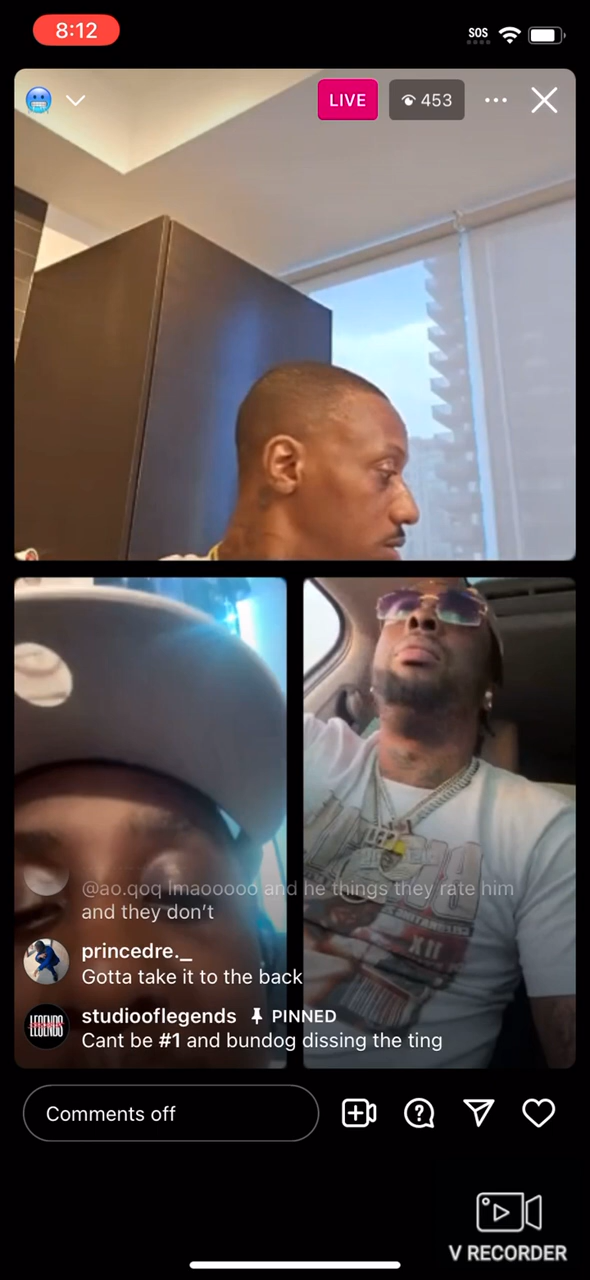 8:12
SOS
LIVE
453
@ao.qoq lmaooooo and he things they rate him
and they don’t
princedre._
Gotta take it to the back
LEGENDS
studiooflegends PINNED
Cant be #1 and bundog dissing the ting
Comments off
V RECORDER